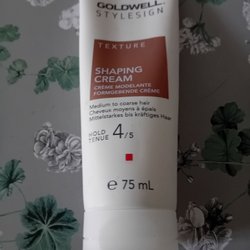 GOLDWELL
STYLESIGN
TEXTURE
SHAPING
CREAM
CRÈME MODELANTE
FORMGEBENDE CRÈME
Medium to coarse hair
Cheveux moyens à épais
Mittelstarkes bis kräftiges Haar
HOLD
TENUE 4/5
e 75 mL